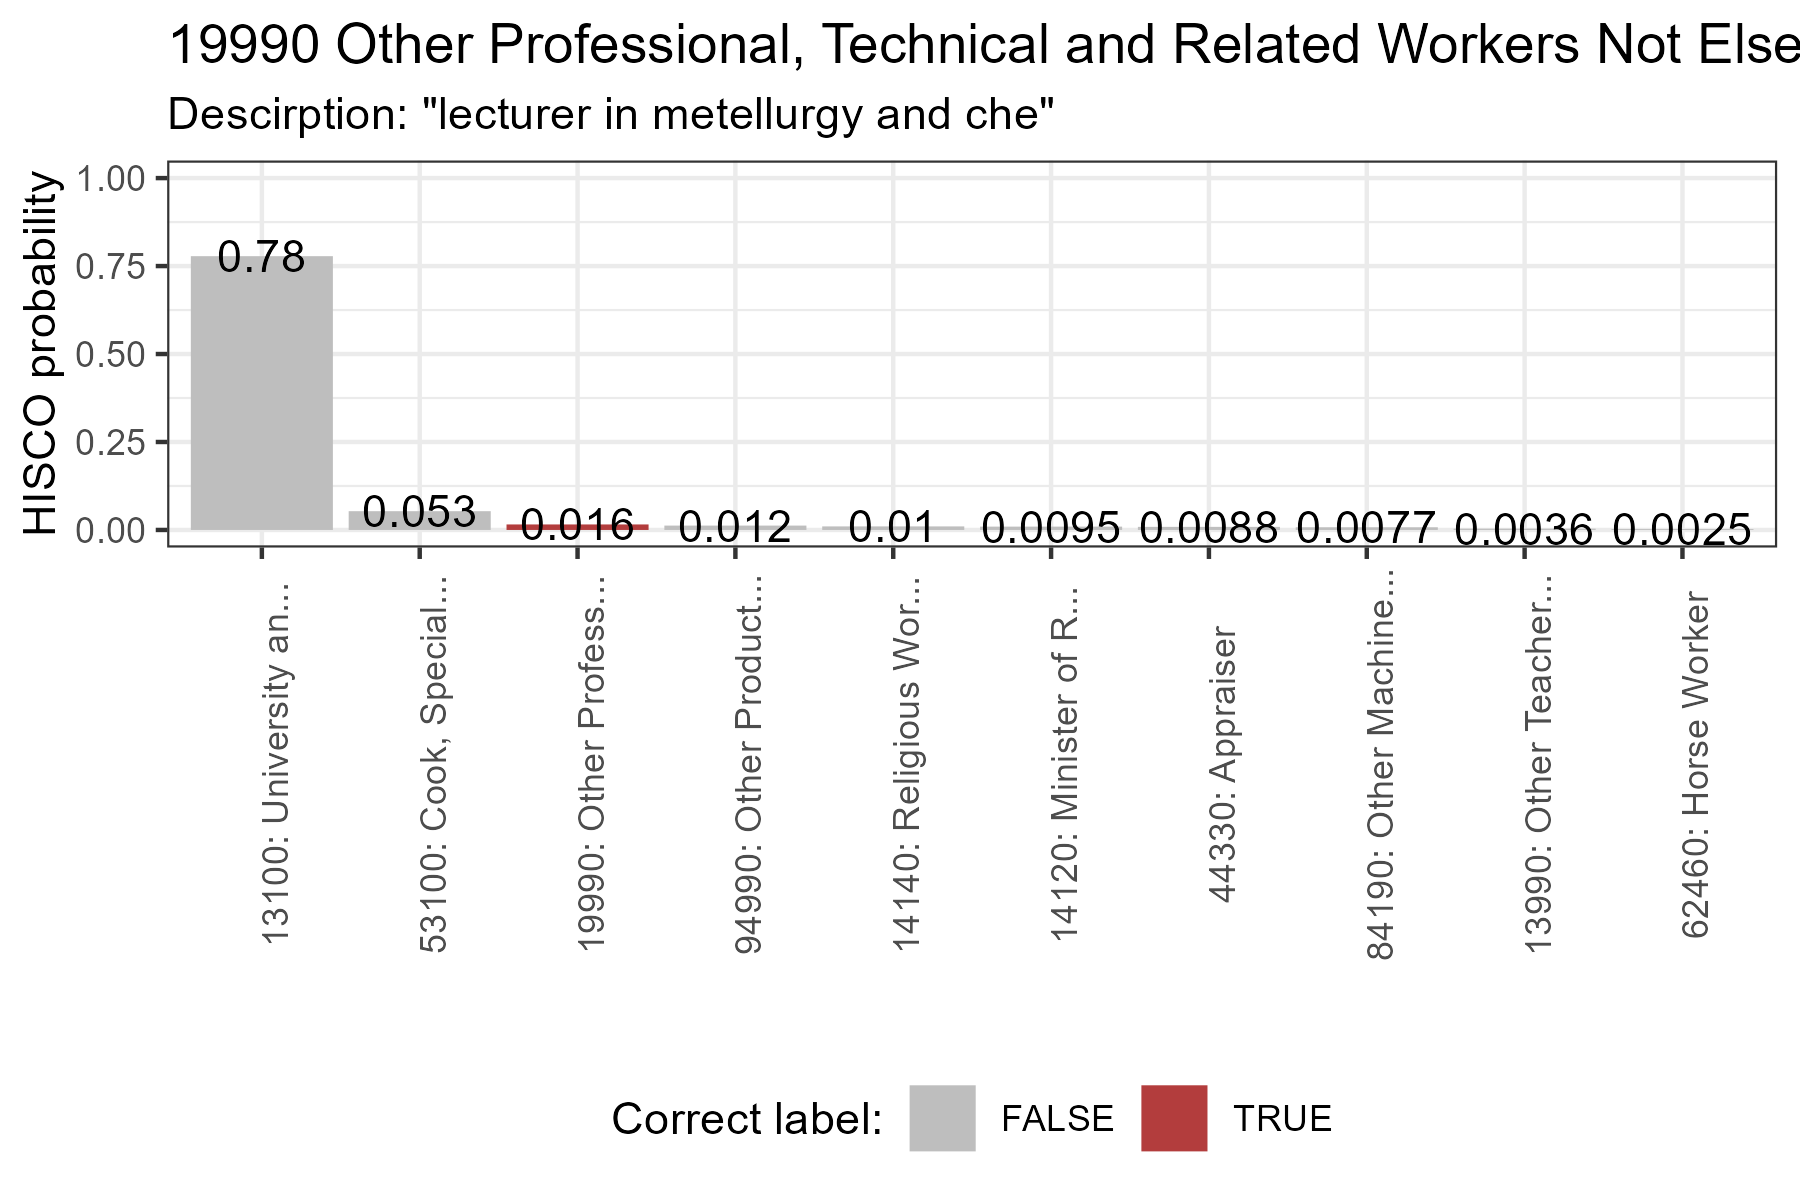 19990 Other Professional, Technical and Related Workers Not Else
Descirption: "lecturer in metellurgy and che"
HISCO probability
1.00
0.75
0.50
0.25
0.00
0.78
0.053
0.016
0.012
0.01
0.0095
0.0088
0.0077
0.0036
0.0025
13100: University an...
53100: Cook, Special...
19990: Other Profess...
94990: Other Product...
14140: Religious Wor...
14120: Minister of R...
44330: Appraiser
84190: Other Machine...
13990: Other Teacher...
62460: Horse Worker
Correct label: FALSE TRUE